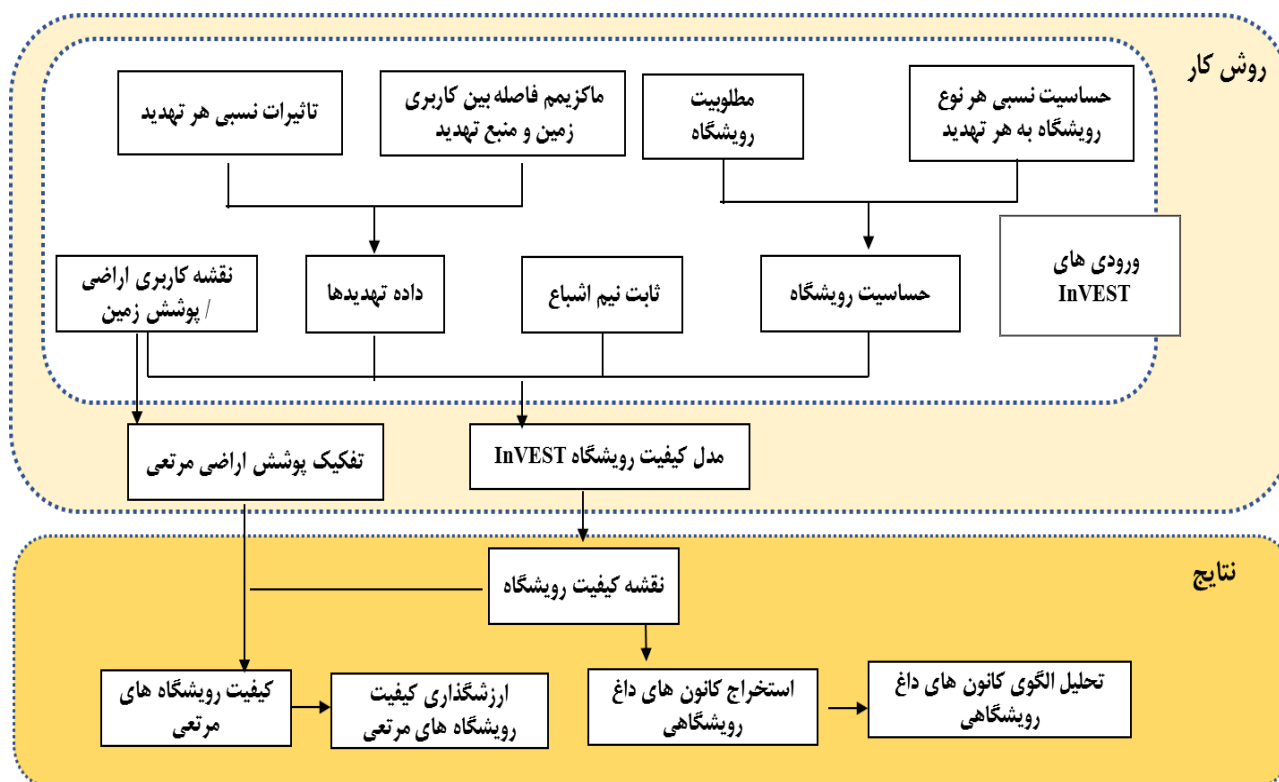 روش کار
حساسیت نسبی هر نوع
رویشگاه به هر تهدید
مطلوبیت
رویشگاه
ماکزیمم فاصله بین کاربری
زمین و منبع تهدید
تاثیرات نسبی هر تهدید
ورودی های
InVEST
حساسیت رویشگاه
ثابت نیم اشباع
داده تهدیدها
نقشه کاربری اراضی
/ پوشش زمین
مدل کیفیت رویشگاه InVEST
تفکیک پوشش اراضی مرتعی
نتایج
نقشه کیفیت رویشگاه
تحلیل الگوی کانون های داغ
رویشگاهی
استخراج کانون های داغ
رویشگاهی
ارزشگذاری کیفیت
رویشگاه های مرتعی
کیفیت رویشگاه های
مرتعی